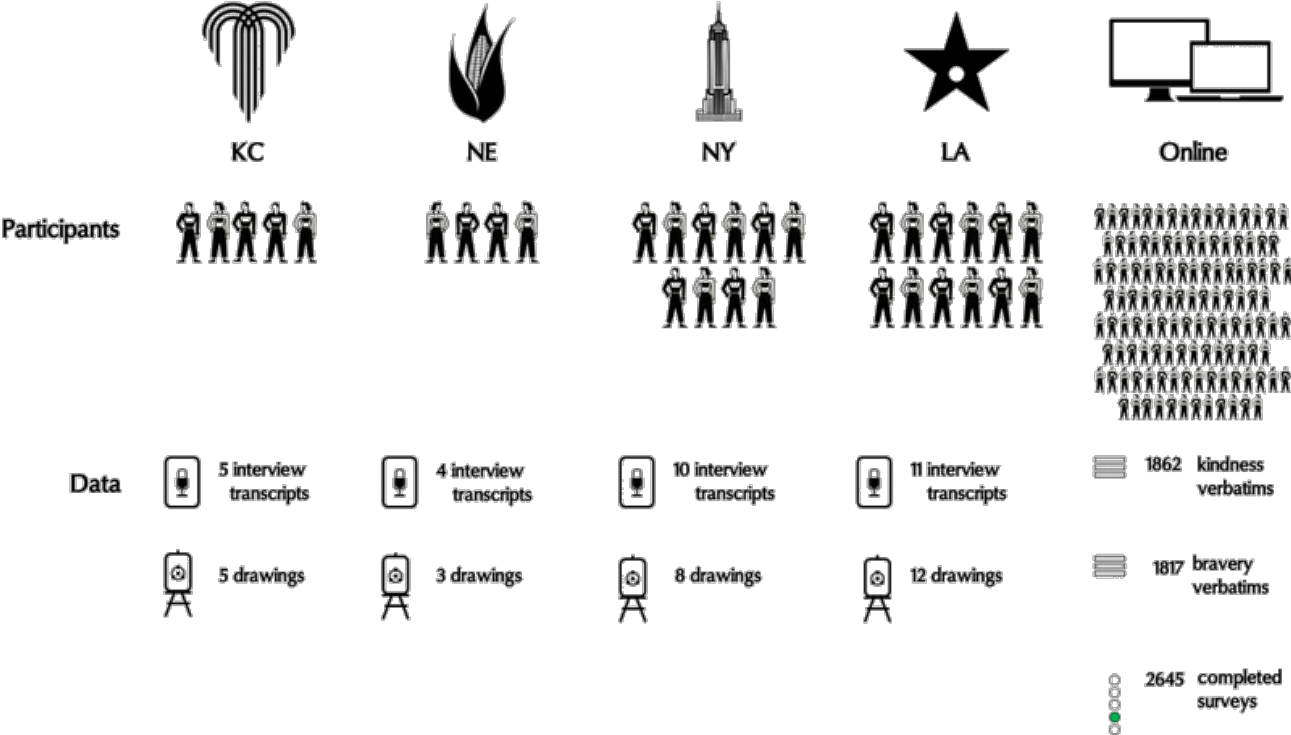 KC
NE
NY
LA
Online
Participants
Data
5 interview
transcripts
4 interview
transcripts
10 interview
transcripts
11 interview
transcripts
1862 kindness
verbatims
5 drawings
3 drawings
8 drawings
12 drawings
1817 bravery
verbatims
2645 completed
surveys